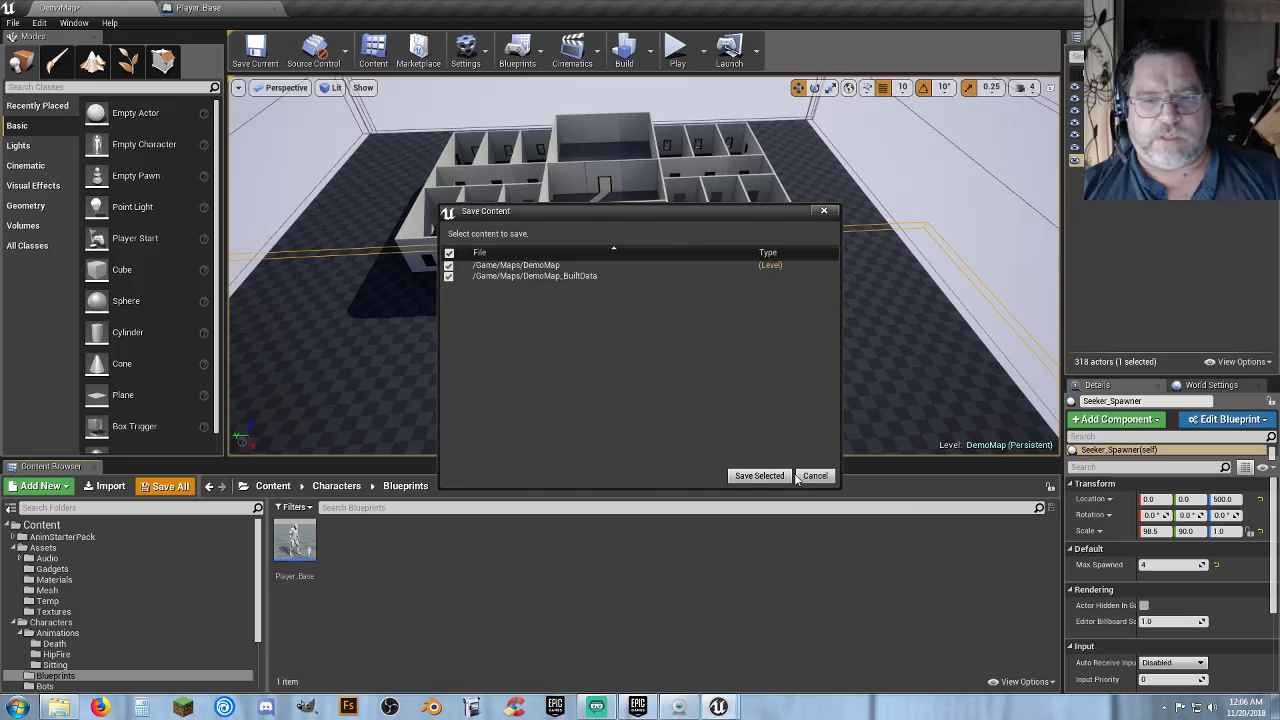 DemoMap*
Player_Base
File Edit Window Help
Modes
Save Current
Source Control
Content
Marketplace
Settings
Blueprints
Cinematics
Build
Play
Launch
Search Classes
Recently Placed
Basic
Lights
Cinematic
Visual Effects
Geometry
Volumes
All Classes
Empty Actor
Empty Character
Empty Pawn
Point Light
Player Start
Cube
Sphere
Cylinder
Cone
Plane
Box Trigger
Perspective Lit Show
10 10° 0.25 4
Save Content
Select content to save.
File Type
/Game/Maps/DemoMap (Level)
/Game/Maps/DemoMap_BuiltData
Save Selected Cancel
Level: DemoMap (Persistent)
318 actors (1 selected) View Options
Details World Settings
Seeker_Spawner
+ Add Component Edit Blueprint
Search
Seeker_Spawner(self)
Search
Transform
Location 0.0 0.0 500.0
Rotation 0.0 ° 0.0 ° 0.0 °
Scale 98.5 90.0 1.0
Default
Max Spawned 4
Rendering
Actor Hidden In G
Editor Billboard Sc 1.0
Input
Auto Receive Inpu Disabled
Input Priority 0
Content Browser
Add New Import Save All Content Characters Blueprints
Search Folders
Filters Search Blueprints
Content
AnimStarterPack
Assets
Audio
Gadgets
Materials
Mesh
Temp
Textures
Characters
Animations
Death
HipFire
Sitting
Blueprints
Bots
Player_Base
1 item View Options
12:06 AM
11/20/2018